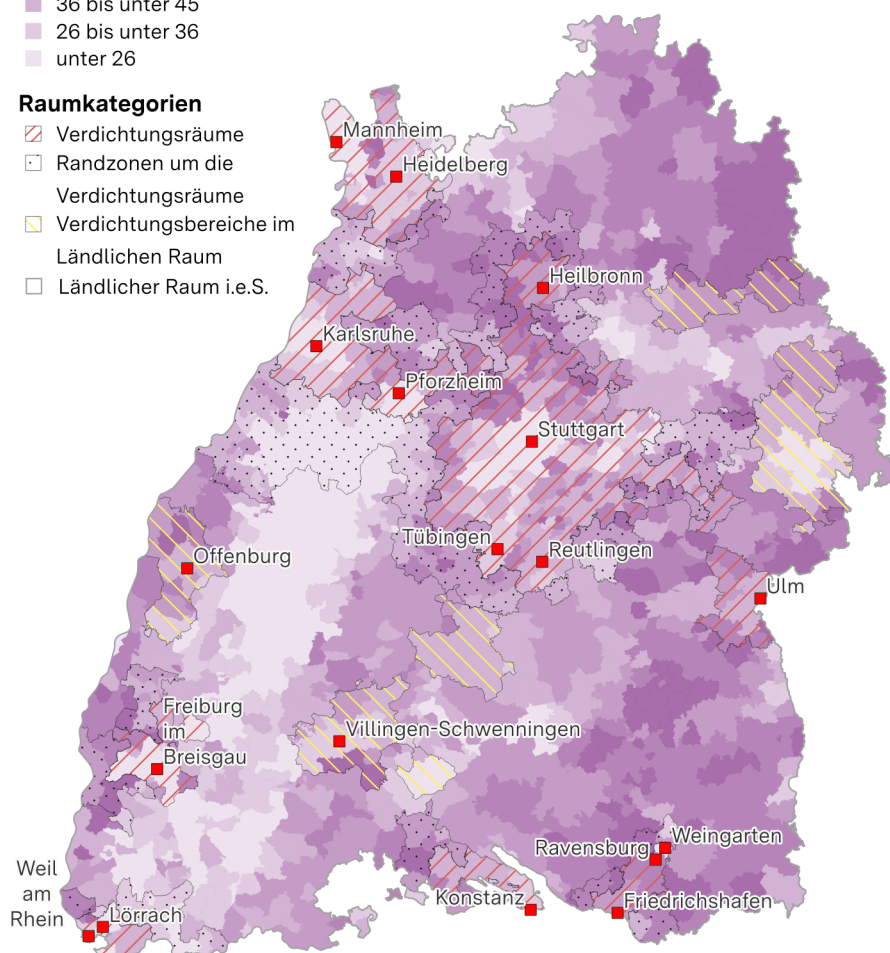 36 bis unter 45
26 bis unter 36
unter 26
Raumkategorien
Verdichtungsräume
Randzonen um die
Verdichtungsräume
Verdichtungsbereiche im
Ländlichen Raum
Ländlicher Raum i.e.S.
Mannheim
Heidelberg
Heilbronn
Karlsruhe
Pforzheim
Stuttgart
Tübingen
Reutlingen
Offenburg
Ulm
Freiburg
im
Breisgau
Villingen-Schwenningen
Weingarten
Ravensburg
Konstanz
Friedrichshafen
Weil
am
Rhein
Lörrach